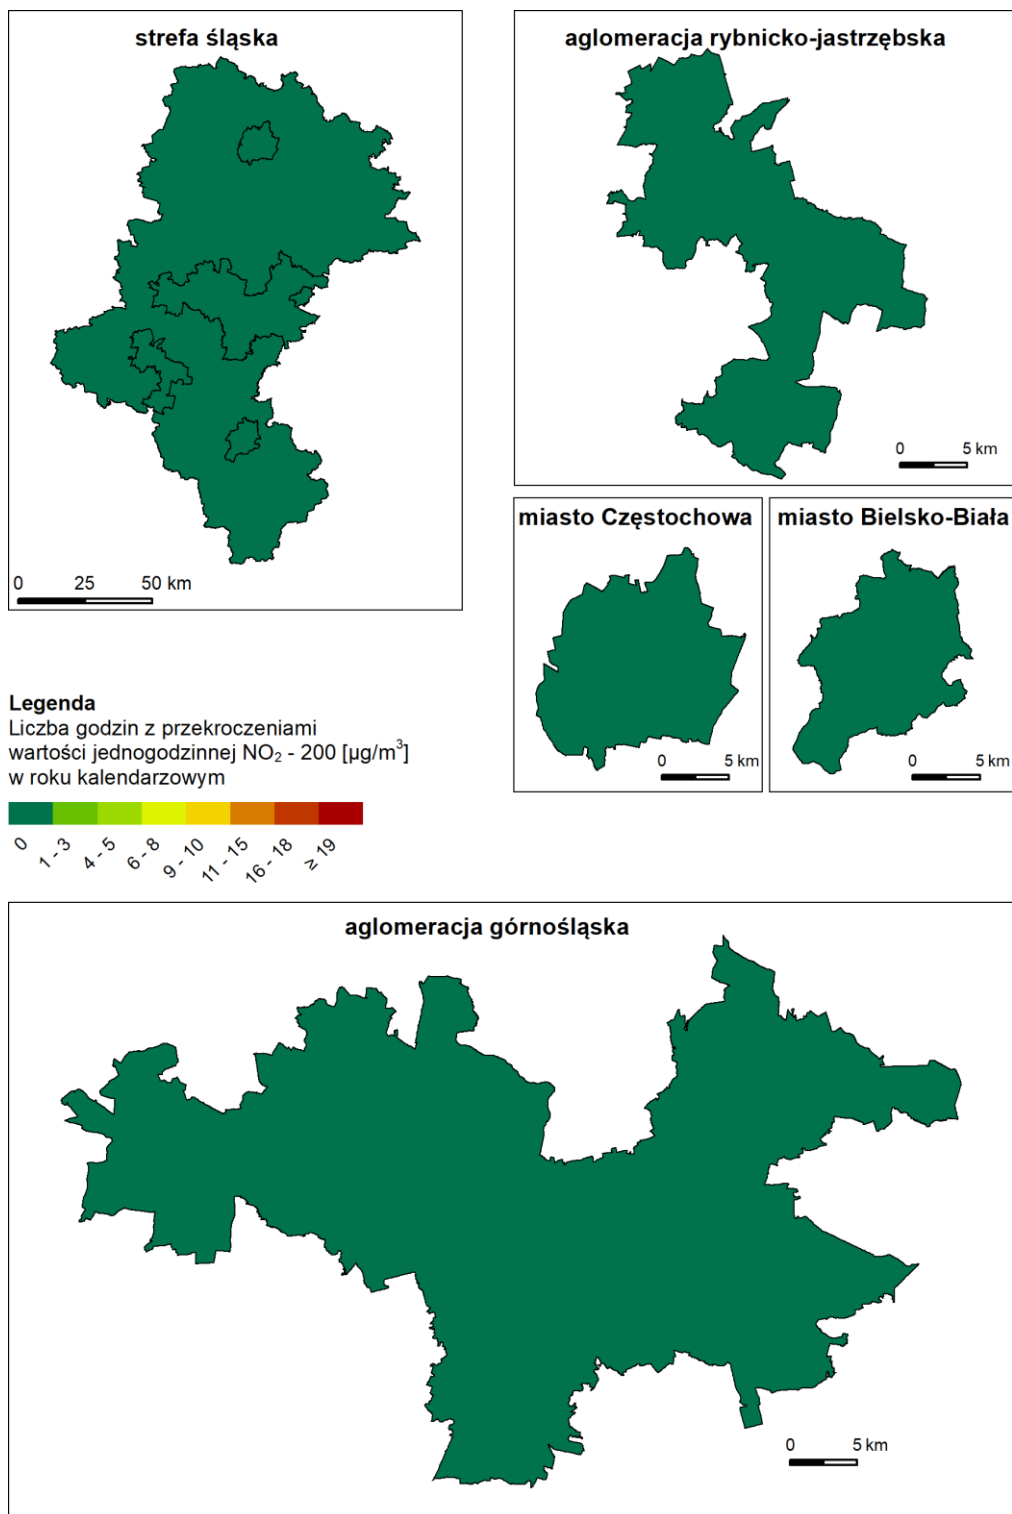 strefa śląska
0 25 50 km
aglomeracja rybnicko-jastrzębska
0 5 km
miasto Częstochowa
0 5 km
miasto Bielsko-Biała
0 5 km
Legenda
Liczba godzin z przekroczeniami
wartości jednogodzinnej NO₂ - 200 [µg/m³]
w roku kalendarzowym
0
1 - 3
4 - 5
6 - 8
9 - 10
11 - 15
16 - 18
≥ 19
aglomeracja górnośląska
0 5 km